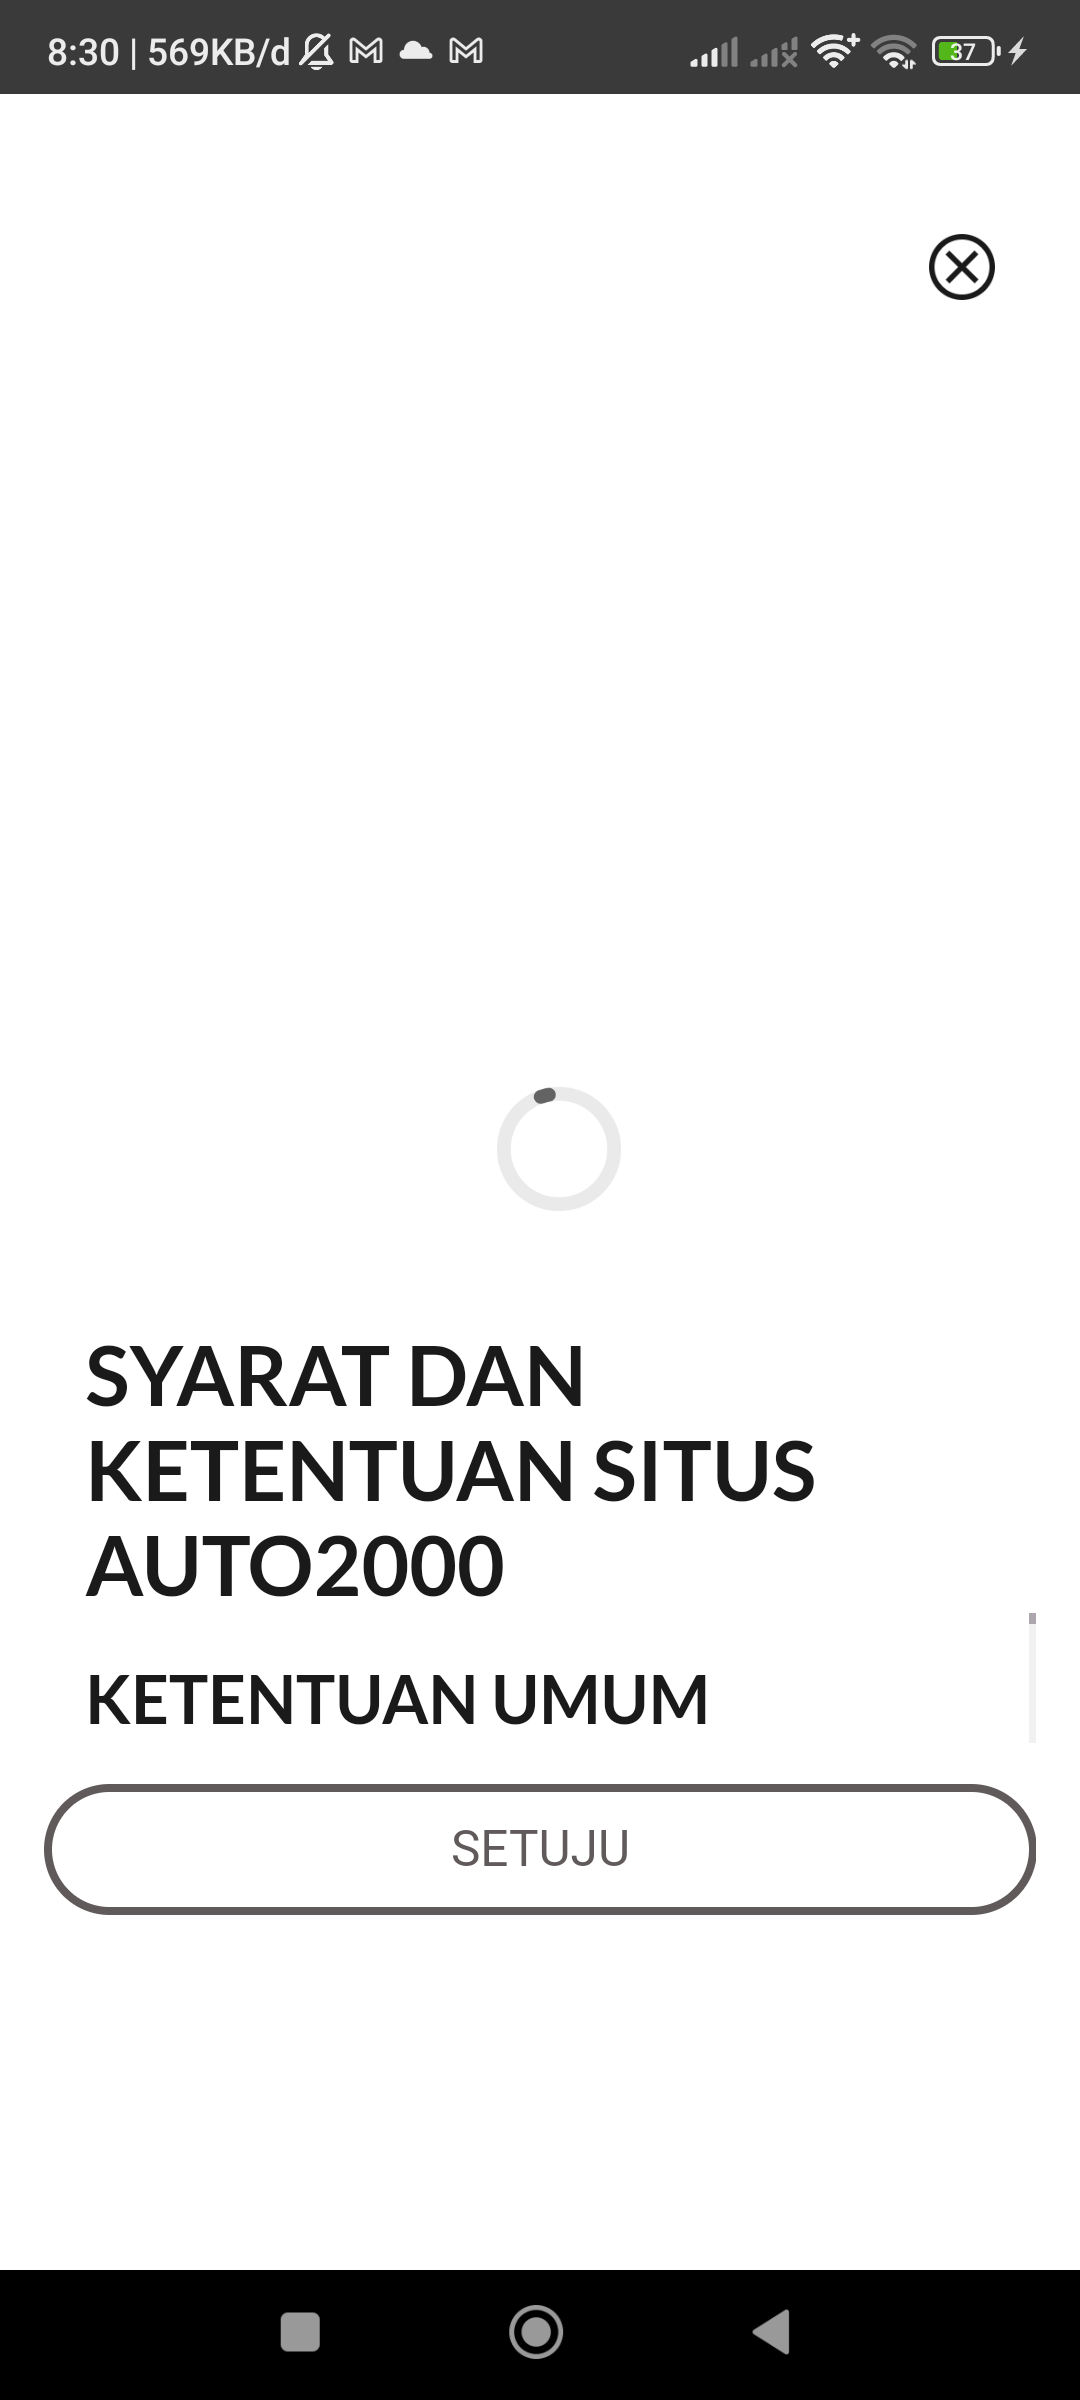 8:30 | 569KB/d
37
SYARAT DAN
KETENTUAN SITUS
AUTO2000
KETENTUAN UMUM
SETUJU